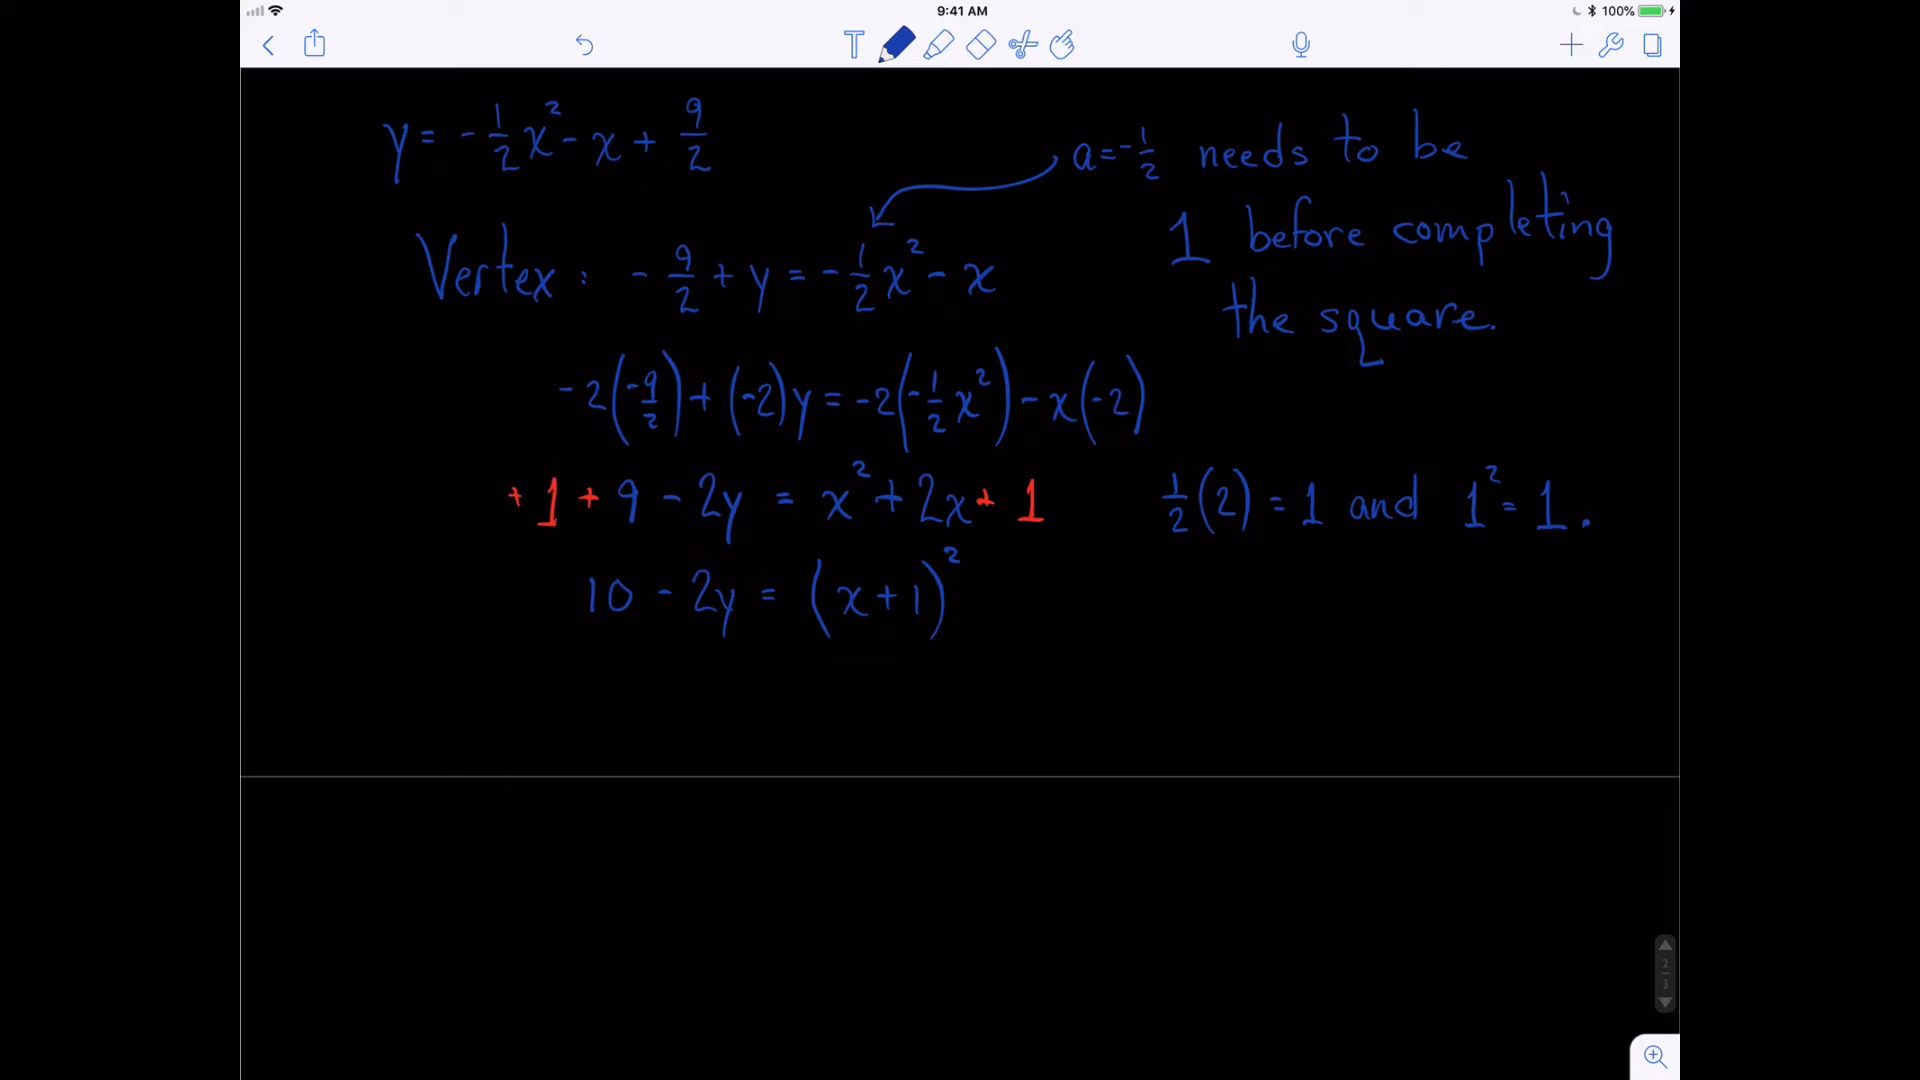 9:41 AM
100%
T
y = -1/2 x² - x + 9/2
a = -1/2 needs to be
1 before completing
the square.
Vertex : -9/2 + y = -1/2 x² - x
-2(-9/2) + (-2)y = -2(-1/2 x²) - x(-2)
+ 1 + 9 - 2y = x² + 2x + 1
1/2 (2) = 1 and 1² = 1.
10 - 2y = (x + 1)²
2
3